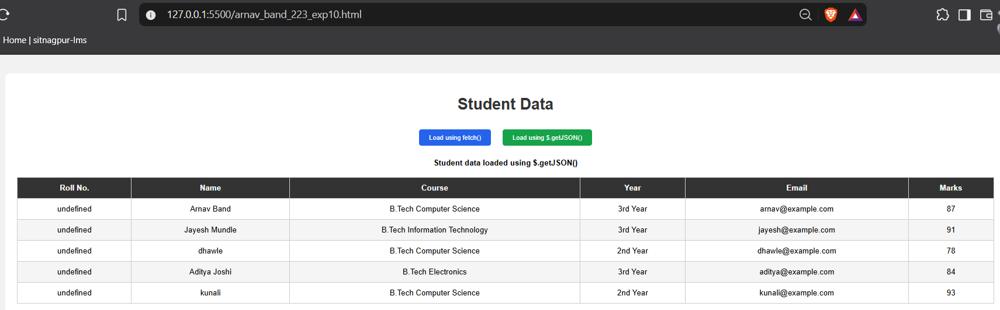 127.0.0.1:5500/arnav_band_223_exp10.html
Home | sitnagpur-lms
Student Data
Load using fetch() Load using $.getJSON()
Student data loaded using $.getJSON()
Roll No. Name Course Year Email Marks
undefined Arnav Band B.Tech Computer Science 3rd Year arnav@example.com 87
undefined Jayesh Mundle B.Tech Information Technology 3rd Year jayesh@example.com 91
undefined dhawle B.Tech Computer Science 2nd Year dhawle@example.com 78
undefined Aditya Joshi B.Tech Electronics 3rd Year aditya@example.com 84
undefined kunali B.Tech Computer Science 2nd Year kunali@example.com 93